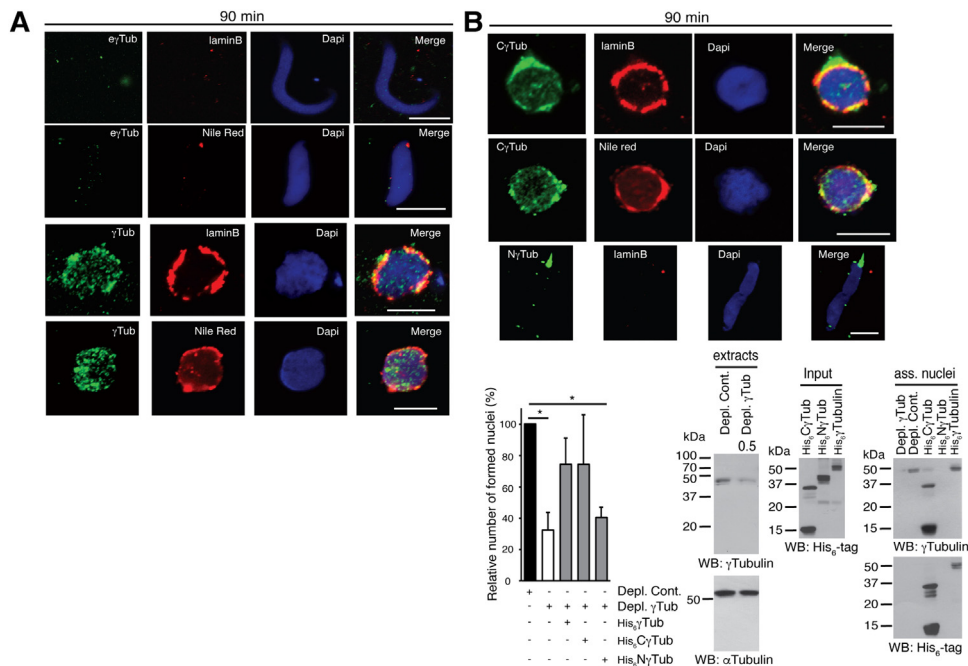 A
90 min
eγTub laminB Dapi Merge
eγTub Nile Red Dapi Merge
γTub laminB Dapi Merge
γTub Nile Red Dapi Merge
B
90 min
CγTub laminB Dapi Merge
CγTub Nile red Dapi Merge
NγTub laminB Dapi Merge
Relative number of formed nuclei (%)
100
80
60
40
20
0
* *
+ - - - - Depl. Cont.
- + + + + Depl. γTub
- - + - - His6γTub
- - - + - His6CγTub
- - - - + His6NγTub
extracts
Depl. Cont.
Depl. γTub
0.5
kDa
100
70
50
37
20
WB: γTubulin
50
WB: αTubulin
Input
His6CγTub
His6NγTub
His6γTubulin
kDa
50
37
20
15
WB: His6-tag
ass. nuclei
Depl. γTub
Depl. Cont.
His6CγTub
His6NγTub
His6γTubulin
kDa
50
37
20
15
WB: γTubulin
50
37
20
15
WB: His6-tag